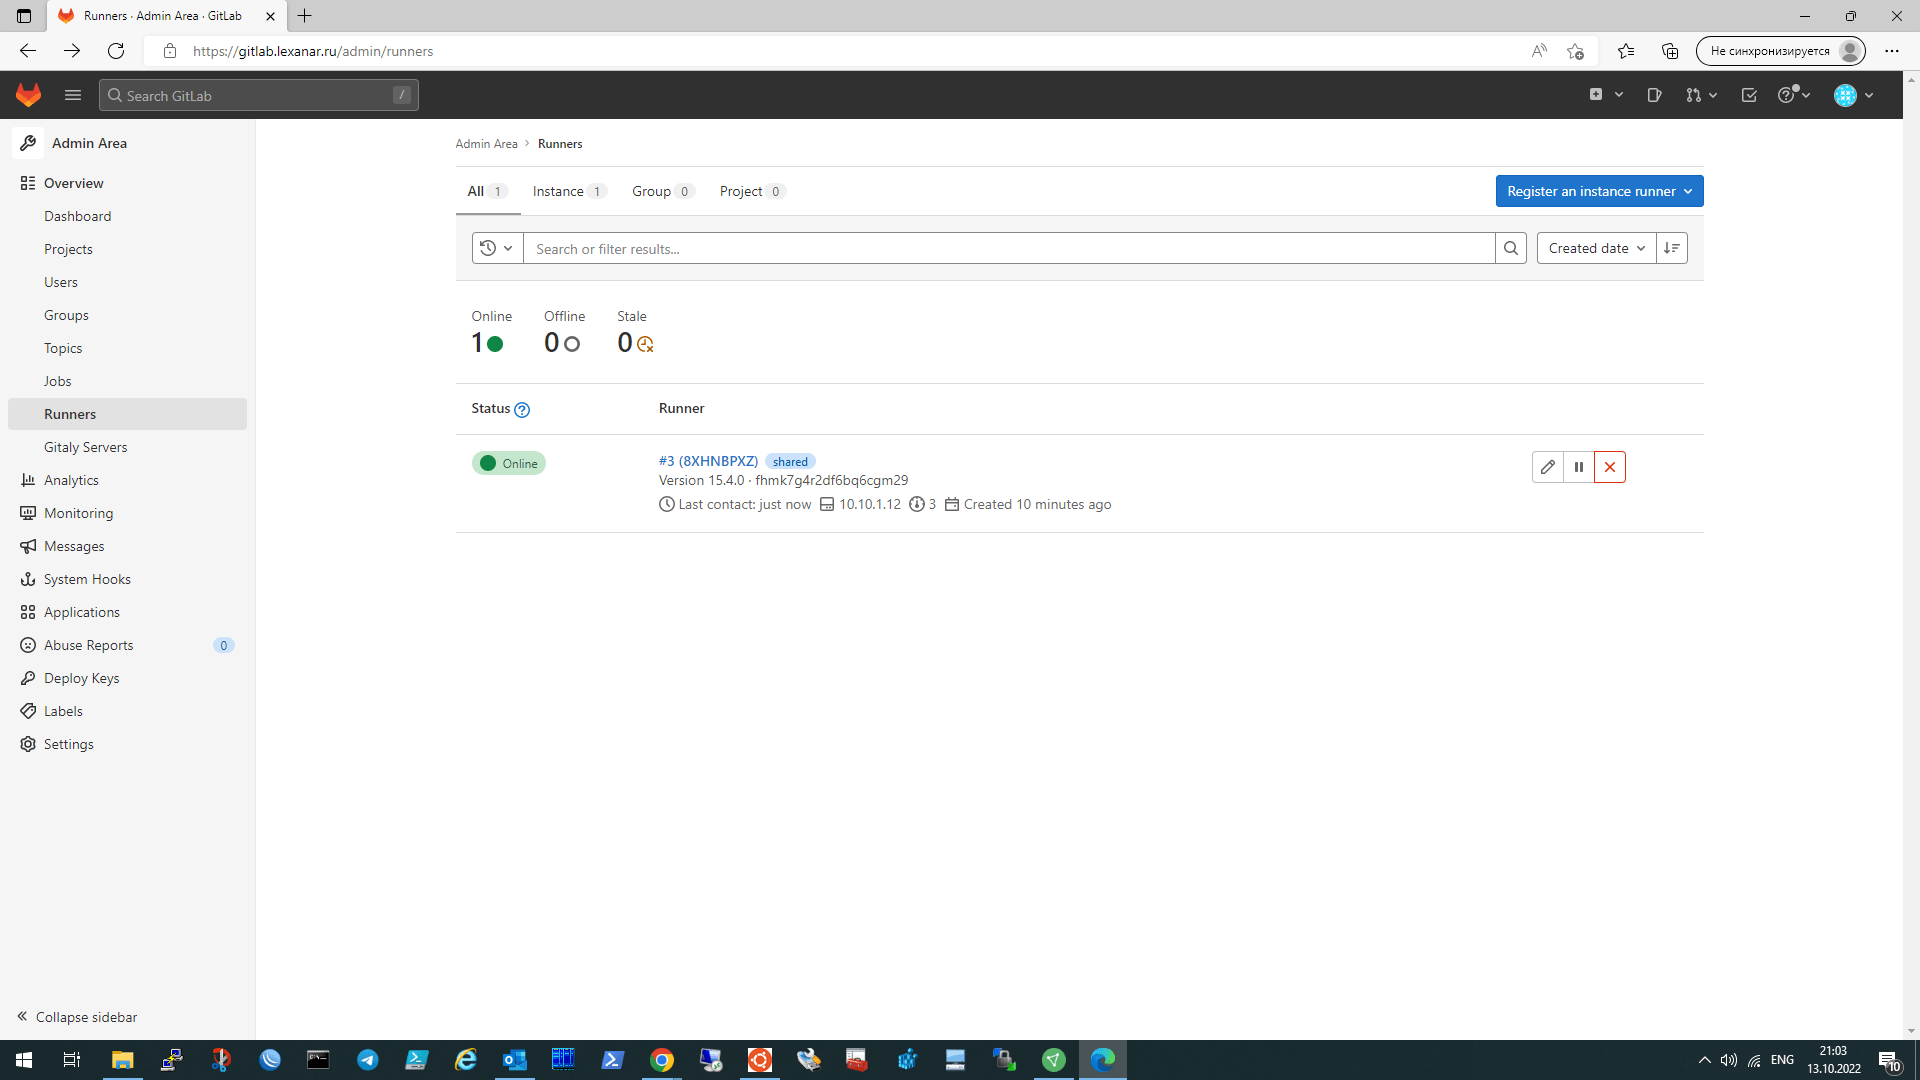 Runners · Admin Area · GitLab
https://gitlab.lexanar.ru/admin/runners
Не синхронизируется
Search GitLab /
Admin Area
Overview
Dashboard
Projects
Users
Groups
Topics
Jobs
Runners
Gitaly Servers
Analytics
Monitoring
Messages
System Hooks
Applications
Abuse Reports 0
Deploy Keys
Labels
Settings
Collapse sidebar
Admin Area › Runners
All 1 Instance 1 Group 0 Project 0
Register an instance runner
Search or filter results...
Created date
Online Offline Stale
1 0 0
Status Runner
Online
#3 (8XHNBPXZ) shared
Version 15.4.0 · fhmk7g4r2df6bq6cgm29
Last contact: just now 10.10.1.12 3 Created 10 minutes ago
ENG
21:03
13.10.2022
10